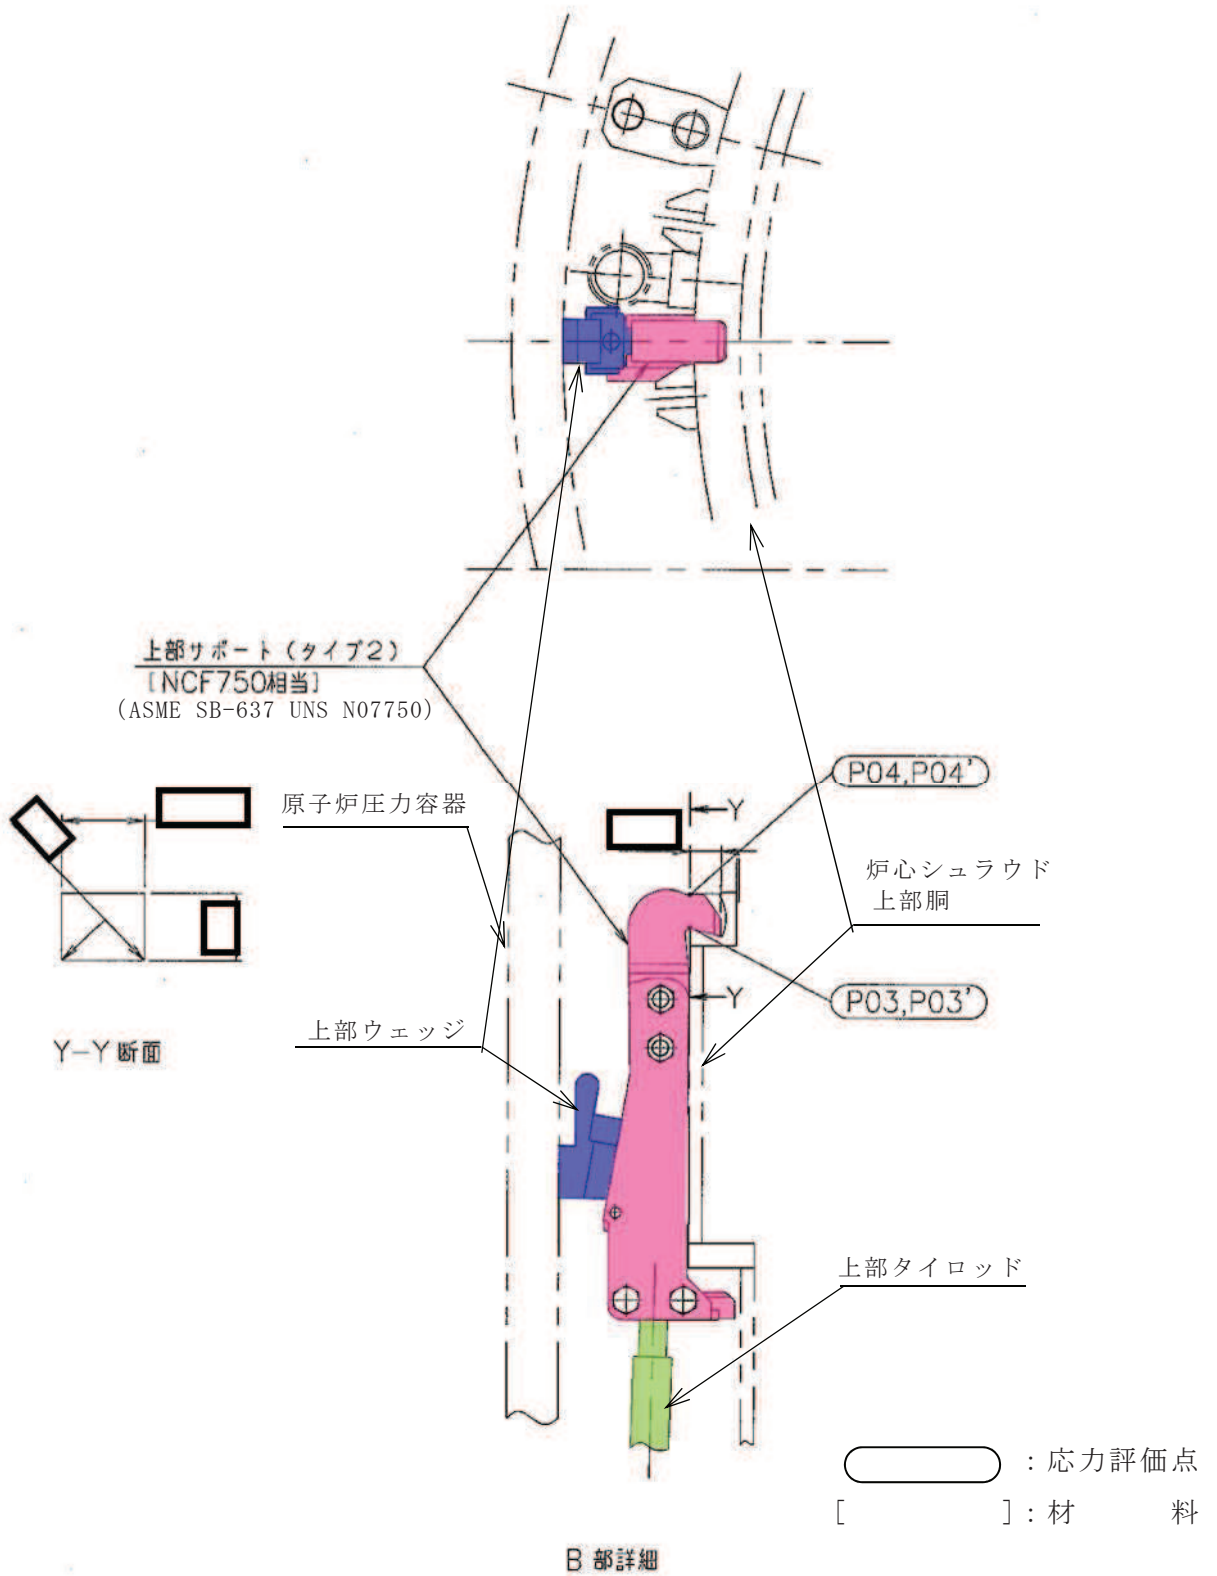 上部サポート（タイプ2）
[NCF750相当]
(ASME SB-637 UNS N07750)
P04,P04'
Y
原子炉圧力容器
炉心シュラウド
上部胴
Y
P03,P03'
上部ウェッジ
Y-Y 断面
上部タイロッド
：応力評価点
[ ]：材 料
B 部詳細